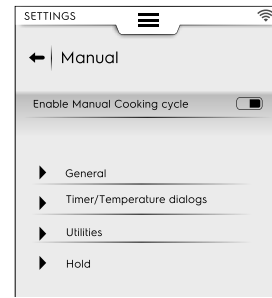 SETTINGS
Manual
Enable Manual Cooking cycle
General
Timer/Temperature dialogs
Utilities
Hold